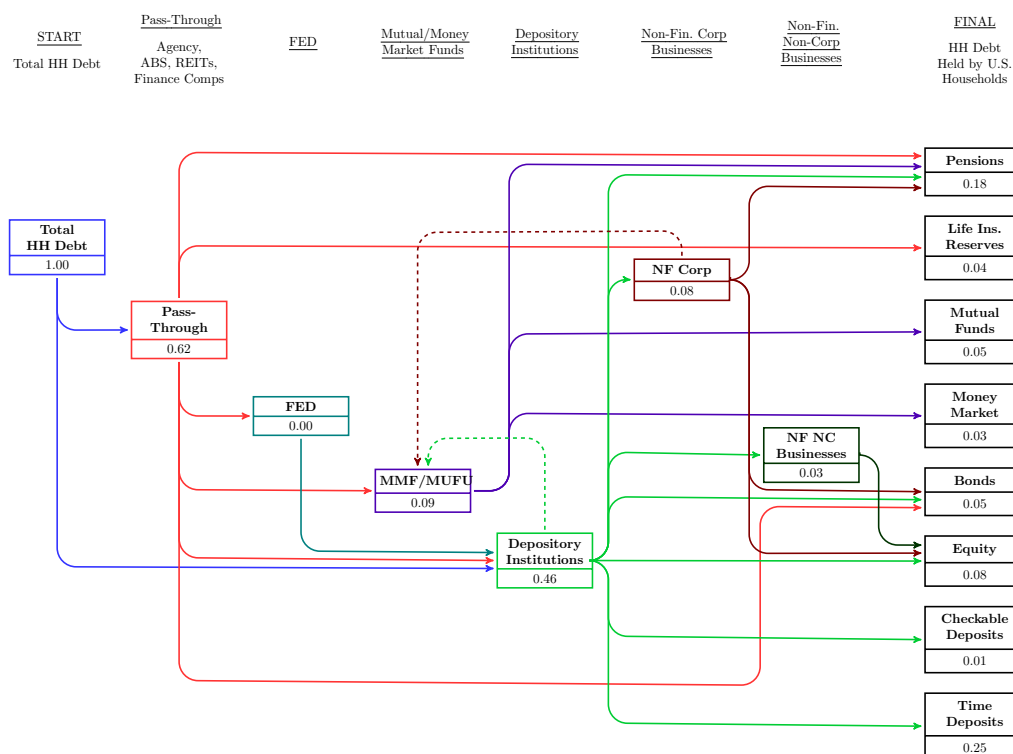 START
Total HH Debt
Pass-Through
Agency,
ABS, REITs,
Finance Comps
FED
Mutual/Money
Market Funds
Depository
Institutions
Non-Fin. Corp
Businesses
Non-Fin.
Non-Corp
Businesses
FINAL
HH Debt
Held by U.S.
Households
Total
HH Debt
1.00
Pass-
Through
0.62
FED
0.00
MMF/MUFU
0.09
Depository
Institutions
0.46
NF Corp
0.08
NF NC
Businesses
0.03
Pensions
0.18
Life Ins.
Reserves
0.04
Mutual
Funds
0.05
Money
Market
0.03
Bonds
0.05
Equity
0.08
Checkable
Deposits
0.01
Time
Deposits
0.25